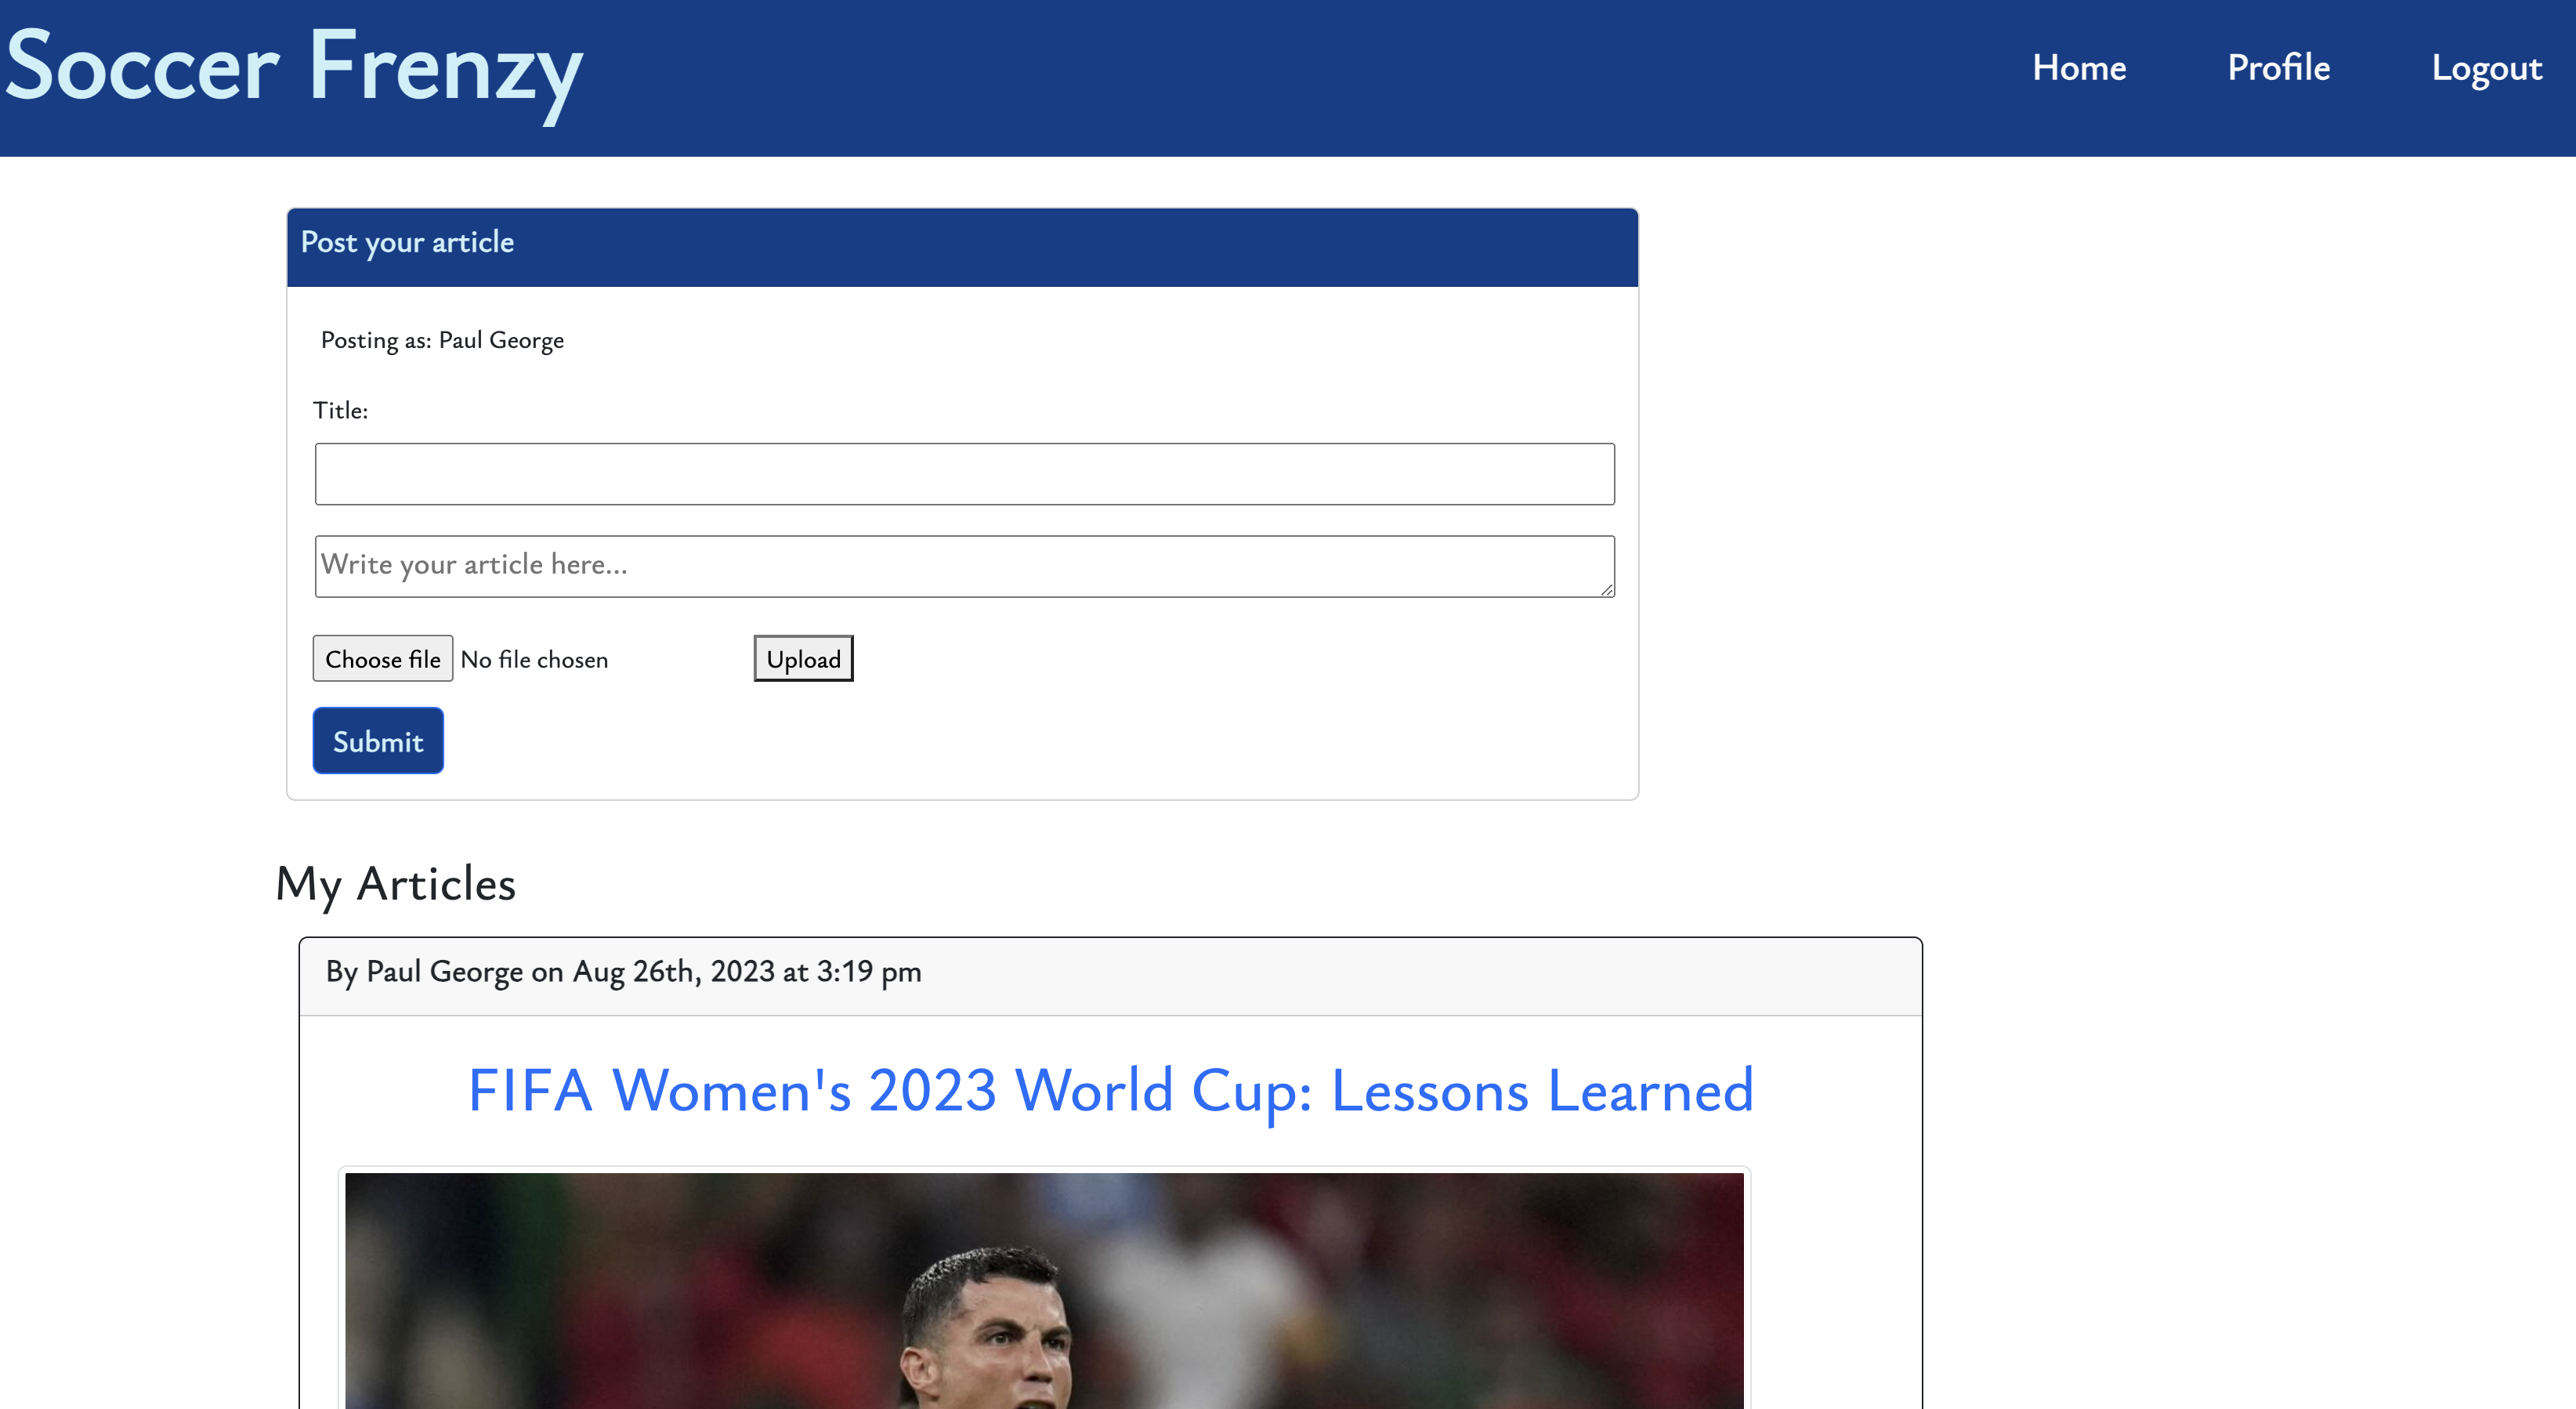 Soccer Frenzy
Home Profile Logout
Post your article
Posting as: Paul George
Title:
Write your article here...
Choose file No file chosen Upload
Submit
My Articles
By Paul George on Aug 26th, 2023 at 3:19 pm
FIFA Women's 2023 World Cup: Lessons Learned